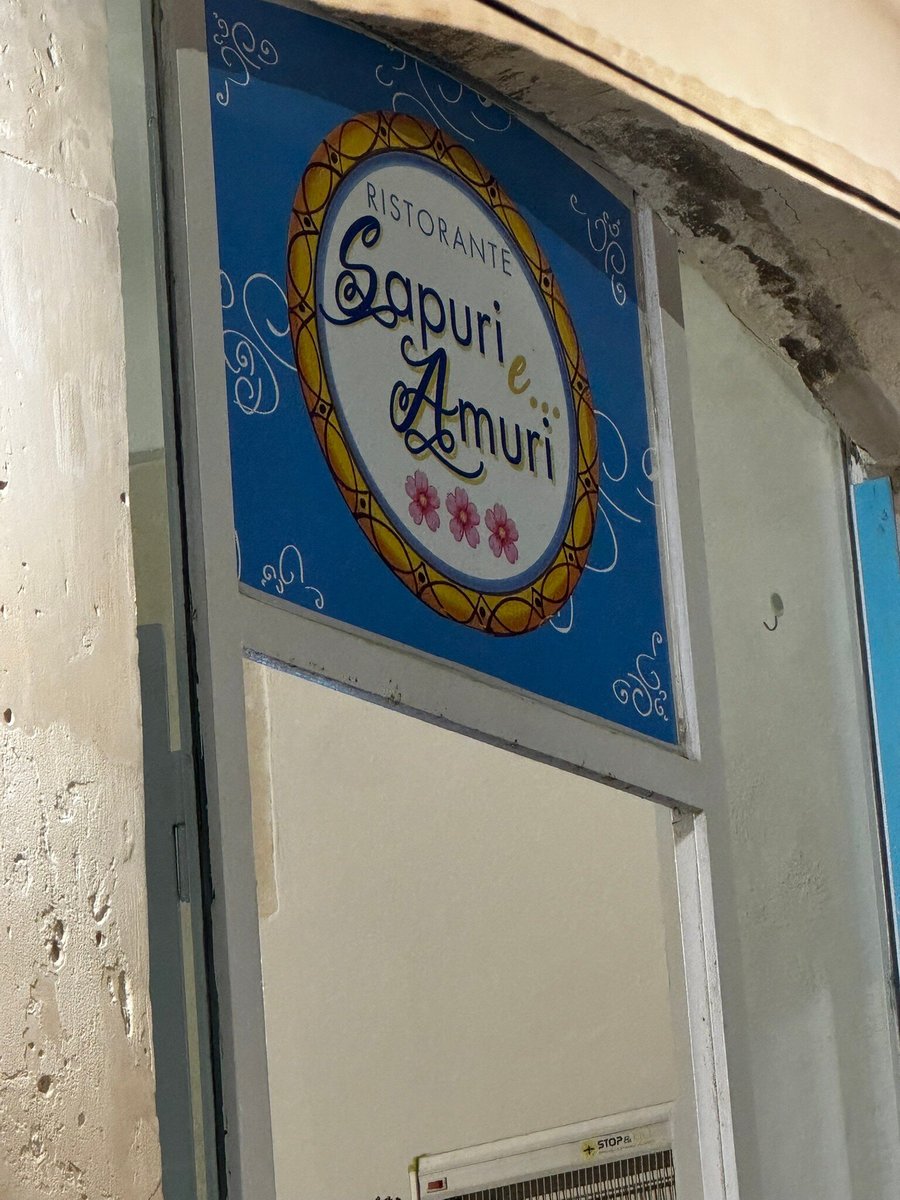 RISTORANTE
Sapuri e...
Amuri
STOP